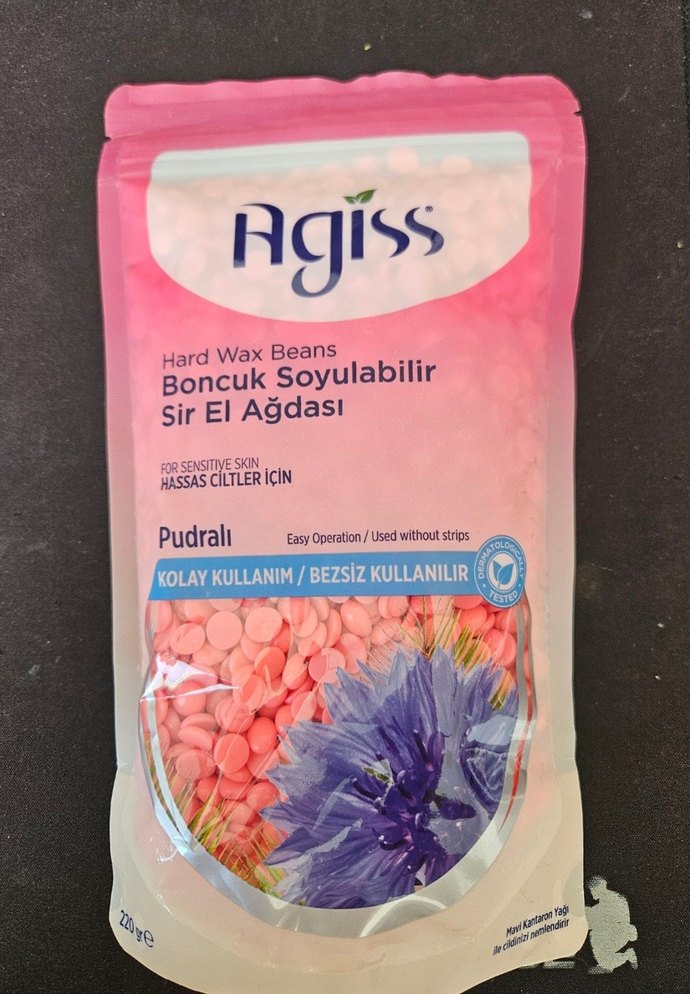 Agiss®
Hard Wax Beans
Boncuk Soyulabilir
Sir El Ağdası
FOR SENSITIVE SKIN
HASSAS CİLTLER İÇİN
Pudralı
Easy Operation / Used without strips
KOLAY KULLANIM / BEZSİZ KULLANILIR
DERMATOLOGICALLY
TESTED
220 gr ℮
Mavi Kantaron Yağı
ile cildinizi nemlendirir